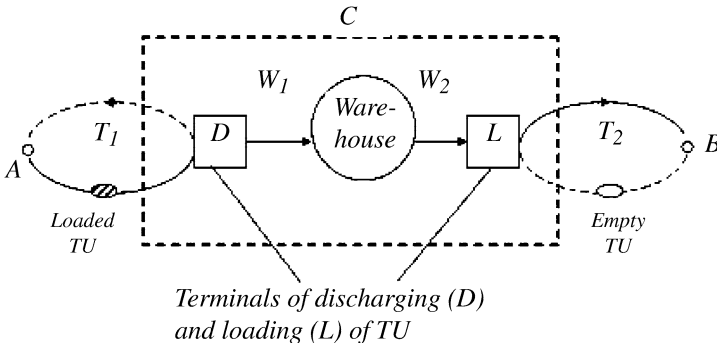 C
W₁
W₂
T₁
D
Ware-
house
L
T₂
A
B
Loaded
TU
Empty
TU
Terminals of discharging (D)
and loading (L) of TU